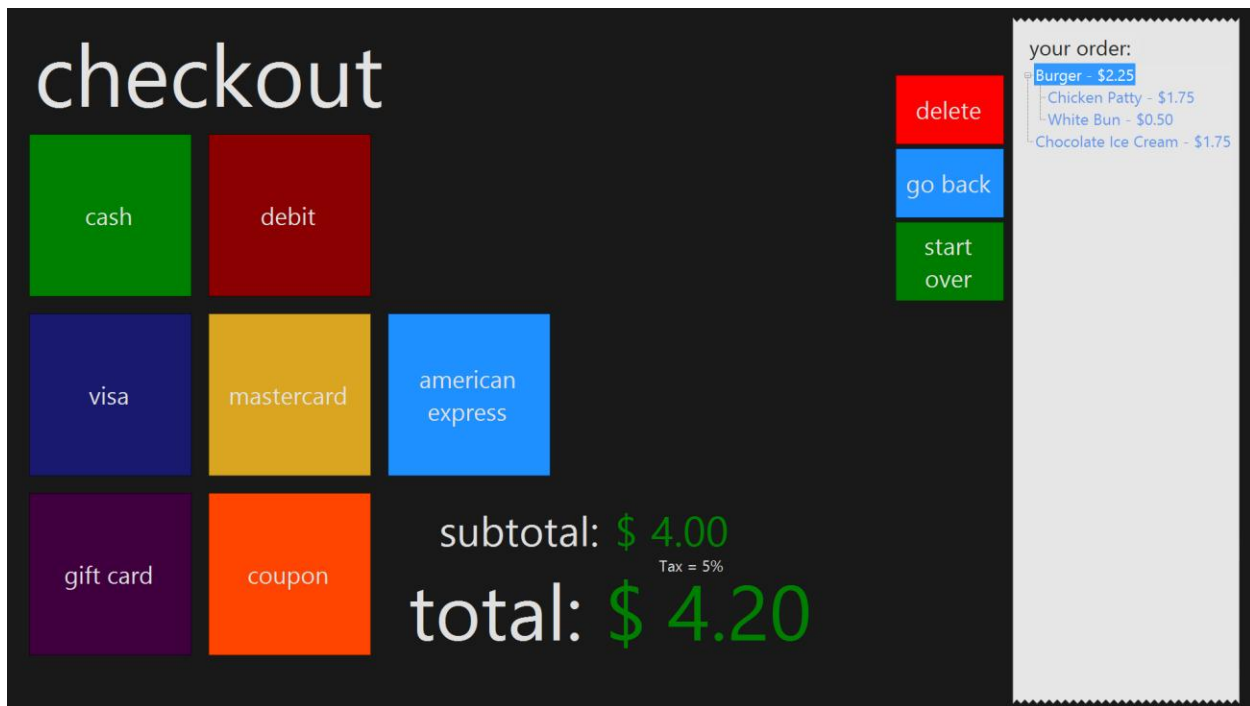 checkout
cash
debit
visa
mastercard
american
express
gift card
coupon
subtotal: $ 4.00
Tax = 5%
total: $ 4.20
delete
go back
start
over
your order:
Burger - $2.25
Chicken Patty - $1.75
White Bun - $0.50
Chocolate Ice Cream - $1.75